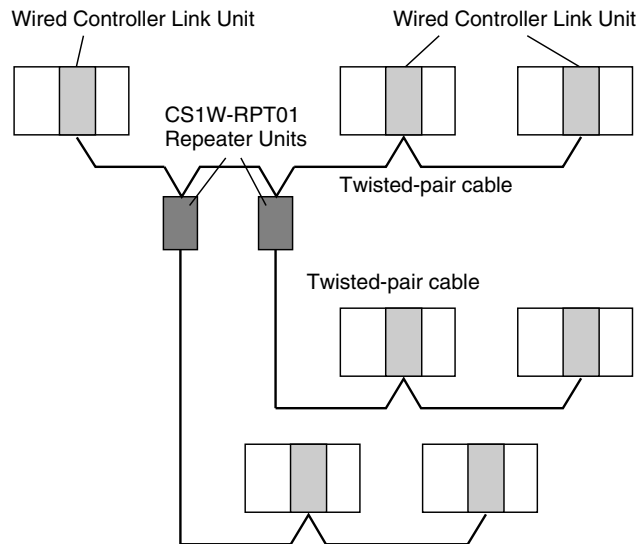 Wired Controller Link Unit
Wired Controller Link Unit
CS1W-RPT01
Repeater Units
Twisted-pair cable
Twisted-pair cable